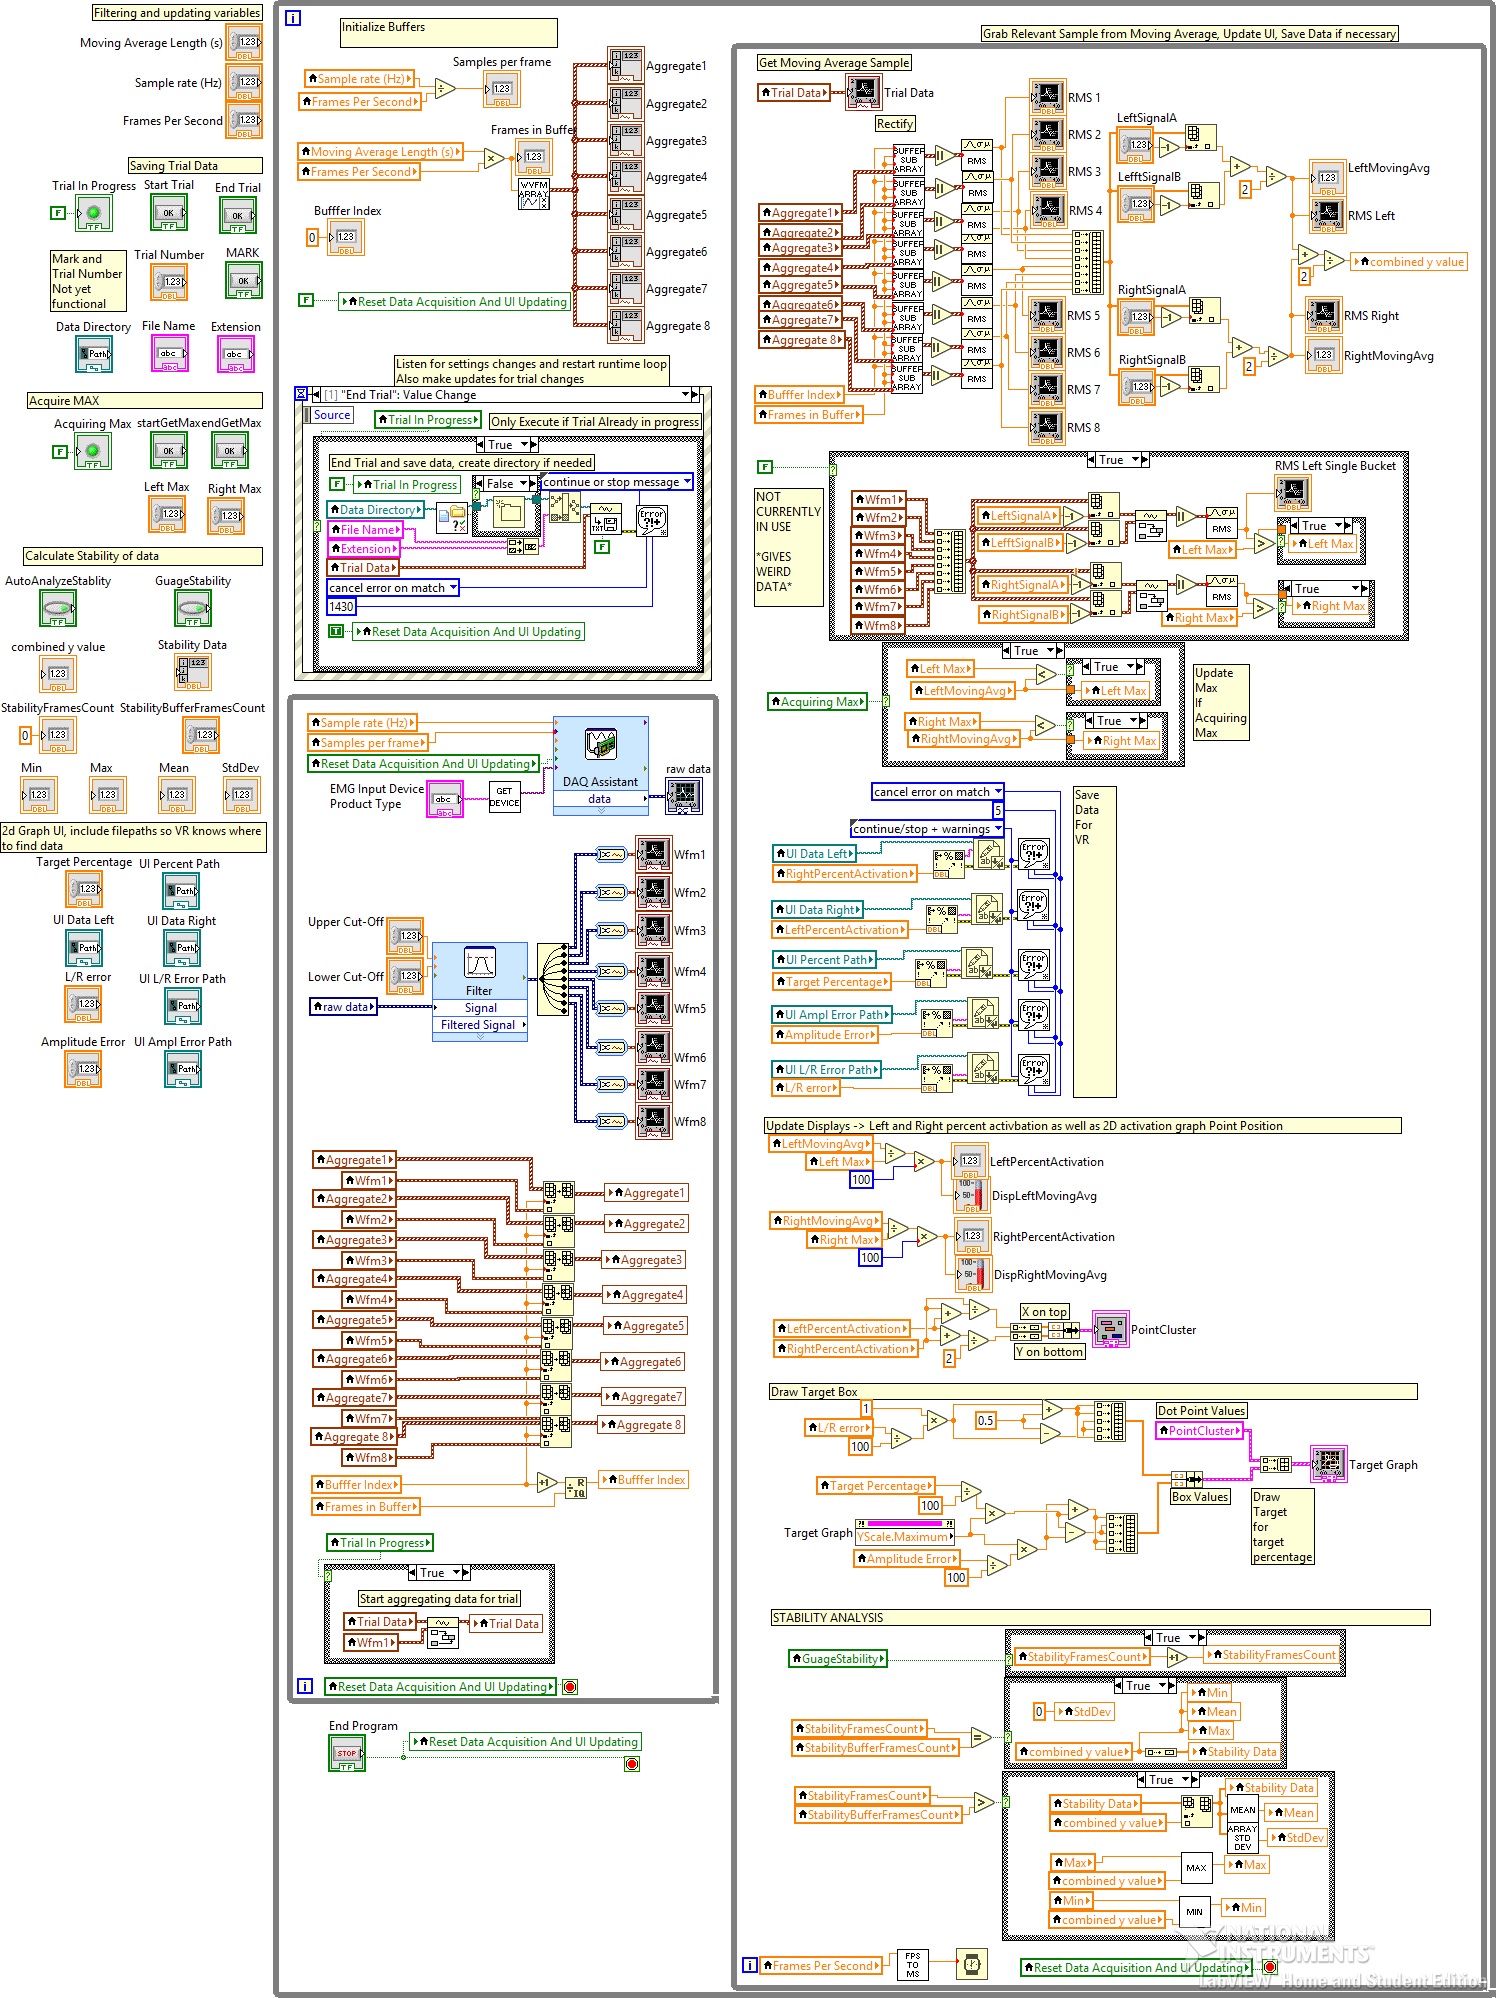 Filtering and updating variables
Moving Average Length (s)
Sample rate (Hz)
Frames Per Second
Saving Trial Data
Trial In Progress
Start Trial
End Trial
F
OK
OK
Mark and
Trial Number
Not yet
functional
Trial Number
MARK
OK
Data Directory
File Name
Extension
Acquire MAX
Acquiring Max
startGetMax
endGetMax
F
OK
OK
Left Max
Right Max
Calculate Stability of data
AutoAnalyzeStablity
GuageStability
combined y value
Stability Data
StabilityFramesCount
StabilityBufferFramesCount
0
Min
Max
Mean
StdDev
2d Graph UI, include filepaths so VR knows where
to find data
Target Percentage
UI Percent Path
UI Data Left
UI Data Right
L/R error
UI L/R Error Path
Amplitude Error
UI Ampl Error Path
Initialize Buffers
Samples per frame
Sample rate (Hz)
Frames Per Second
Frames in Buffer
Moving Average Length (s)
Frames Per Second
WVFM
ARRAY
Bufffer Index
0
F
Reset Data Acquisition And UI Updating
Aggregate1
Aggregate2
Aggregate3
Aggregate4
Aggregate5
Aggregate6
Aggregate7
Aggregate 8
Listen for settings changes and restart runtime loop
Also make updates for trial changes
[1] "End Trial": Value Change
Source
Trial In Progress
Only Execute if Trial Already in progress
True
End Trial and save data, create directory if needed
F
Trial In Progress
False
continue or stop message
Data Directory
File Name
Extension
Trial Data
F
cancel error on match
1430
T
Reset Data Acquisition And UI Updating
Sample rate (Hz)
Samples per frame
Reset Data Acquisition And UI Updating
EMG Input Device
Product Type
GET
DEVICE
DAQ Assistant
data
raw data
Upper Cut-Off
Lower Cut-Off
raw data
Filter
Signal
Filtered Signal
Wfm1
Wfm2
Wfm3
Wfm4
Wfm5
Wfm6
Wfm7
Wfm8
Aggregate1
Wfm1
Aggregate2
Wfm2
Aggregate3
Wfm3
Aggregate4
Wfm4
Aggregate5
Wfm5
Aggregate6
Wfm6
Aggregate7
Wfm7
Aggregate 8
Wfm8
Aggregate1
Aggregate2
Aggregate3
Aggregate4
Aggregate5
Aggregate6
Aggregate7
Aggregate 8
Bufffer Index
Frames in Buffer
Bufffer Index
Trial In Progress
True
Start aggregating data for trial
Trial Data
Wfm1
Trial Data
Reset Data Acquisition And UI Updating
End Program
STOP
Reset Data Acquisition And UI Updating
Grab Relevant Sample from Moving Average, Update UI, Save Data if necessary
Get Moving Average Sample
Trial Data
Trial Data
Rectify
Aggregate1
Aggregate2
Aggregate3
Aggregate4
Aggregate5
Aggregate6
Aggregate7
Aggregate 8
Bufffer Index
Frames in Buffer
RMS 1
RMS 2
RMS 3
RMS 4
RMS 5
RMS 6
RMS 7
RMS 8
LeftSignalA
LefftSignalB
RightSignalA
RightSignalB
2
2
2
LeftMovingAvg
RMS Left
combined y value
RMS Right
RightMovingAvg
F
NOT
CURRENTLY
IN USE
*GIVES
WEIRD
DATA*
True
Wfm1
Wfm2
Wfm3
Wfm4
Wfm5
Wfm6
Wfm7
Wfm8
LeftSignalA
LefftSignalB
RightSignalA
RightSignalB
RMS
RMS
RMS Left Single Bucket
Left Max
True
Left Max
Right Max
True
Right Max
Acquiring Max
True
Left Max
LeftMovingAvg
True
Left Max
Right Max
RightMovingAvg
True
Right Max
Update
Max
If
Acquiring
Max
cancel error on match
5
continue/stop + warnings
Save
Data
For
VR
UI Data Left
RightPercentActivation
UI Data Right
LeftPercentActivation
UI Percent Path
Target Percentage
UI Ampl Error Path
Amplitude Error
UI L/R Error Path
L/R error
Update Displays -> Left and Right percent activbation as well as 2D activation graph Point Position
LeftMovingAvg
Left Max
100
LeftPercentActivation
DispLeftMovingAvg
RightMovingAvg
Right Max
100
RightPercentActivation
DispRightMovingAvg
LeftPercentActivation
RightPercentActivation
2
X on top
Y on bottom
PointCluster
Draw Target Box
1
L/R error
100
0.5
Dot Point Values
PointCluster
Target Graph
Box Values
Target Percentage
100
Target Graph
YScale.Maximum
Amplitude Error
100
Draw
Target
for
target
percentage
STABILITY ANALYSIS
GuageStability
True
StabilityFramesCount
StabilityFramesCount
StabilityFramesCount
StabilityBufferFramesCount
True
0
StdDev
Min
Mean
Max
combined y value
Stability Data
StabilityFramesCount
StabilityBufferFramesCount
True
Stability Data
combined y value
MEAN
ARRAY
STD
DEV
Stability Data
Mean
StdDev
Max
combined y value
MAX
Max
Min
combined y value
MIN
Min
Frames Per Second
FPS
TO
MS
Reset Data Acquisition And UI Updating
NATIONAL
INSTRUMENTS
LabVIEW Home and Student Edition